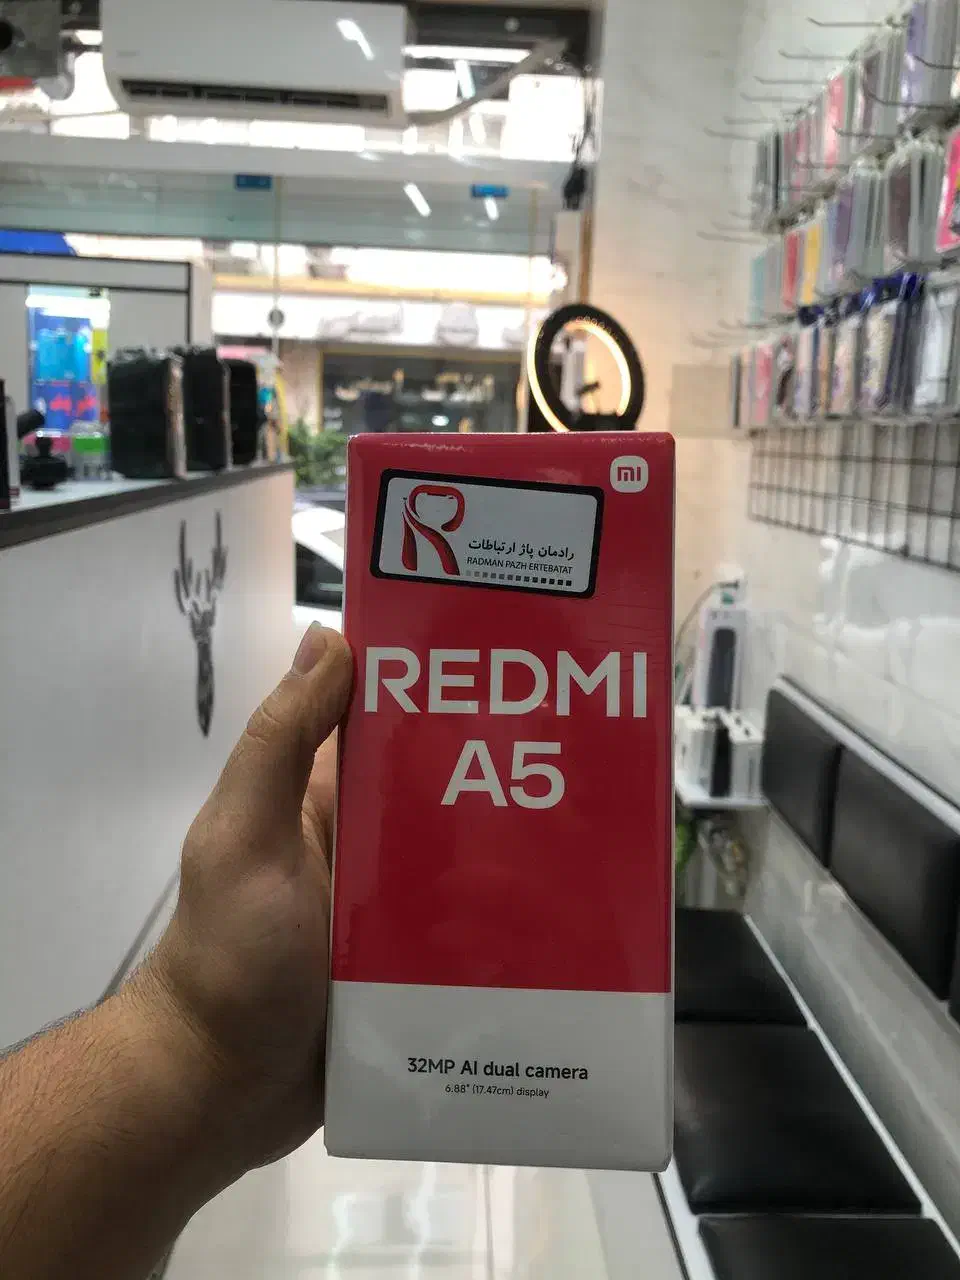 mi
رادمان پاژ ارتباطات
RADMAN PAZH ERTEBATAT
REDMI
A5
32MP AI dual camera
6.88" (17.47cm) display